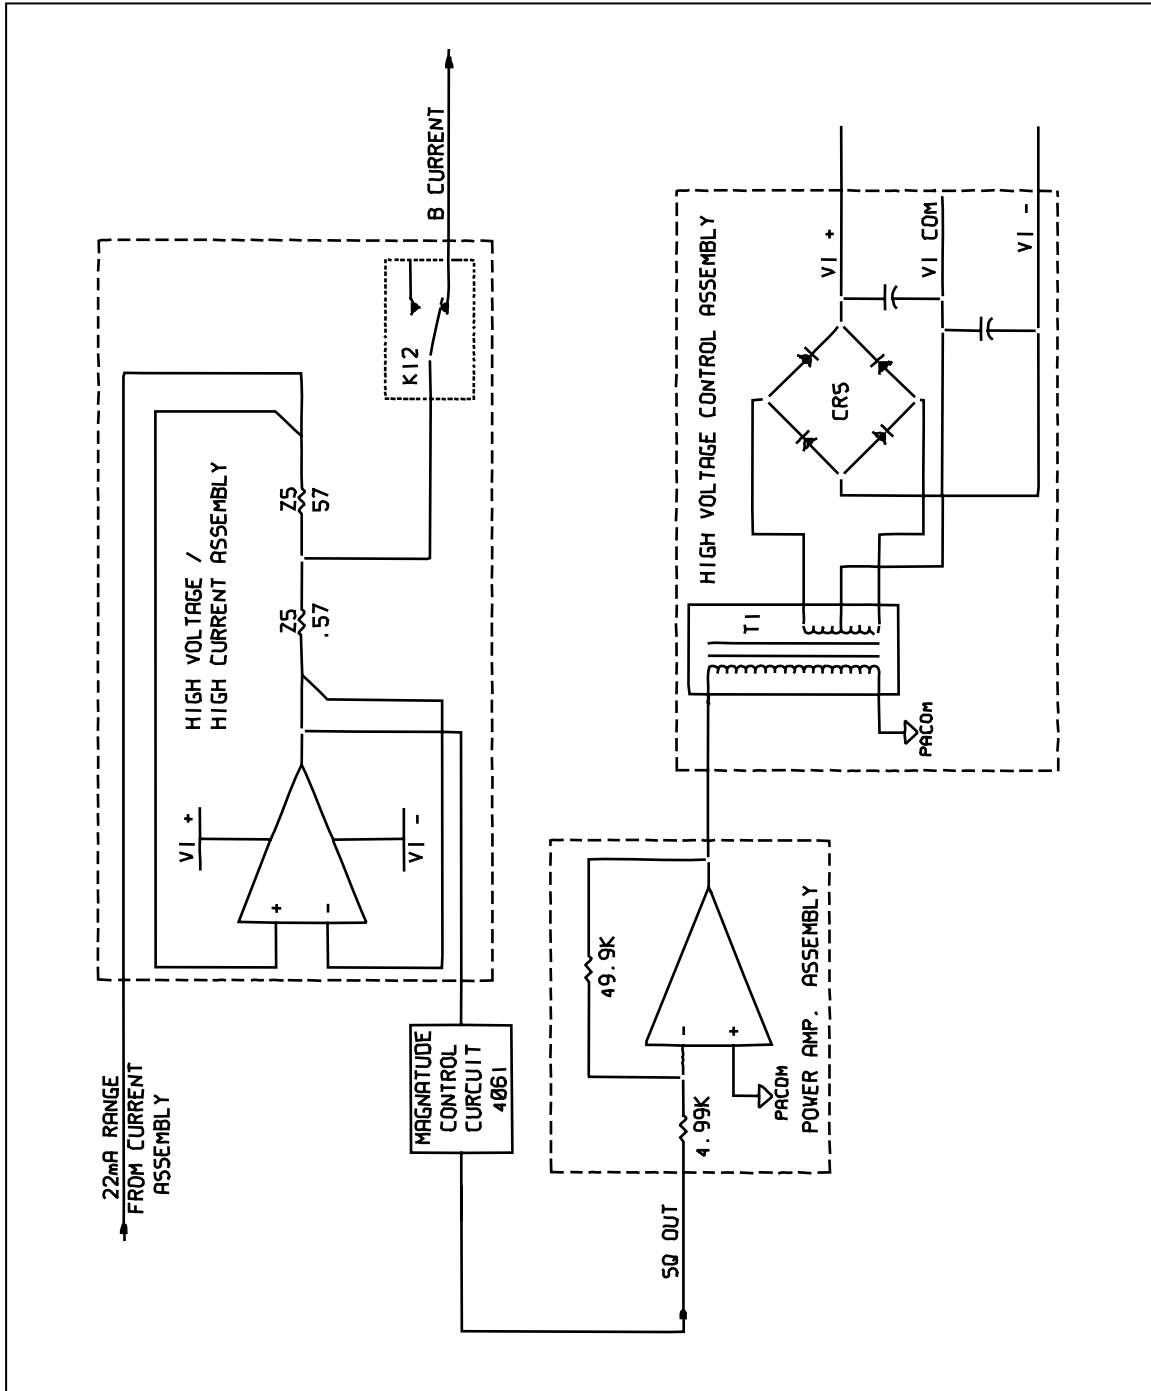 22mA RANGE
FROM CURRENT
ASSEMBLY
HIGH VOLTAGE /
HIGH CURRENT ASSEMBLY
VI +
VI -
+
-
Z5
.57
Z5
57
K12
B CURRENT
MAGNATUDE
CONTROL
CURCUIT
4061
SQ OUT
4.99K
49.9K
-
+
PACOM
POWER AMP. ASSEMBLY
HIGH VOLTAGE CONTROL ASSEMBLY
T1
PACOM
CR5
VI +
VI COM
VI -